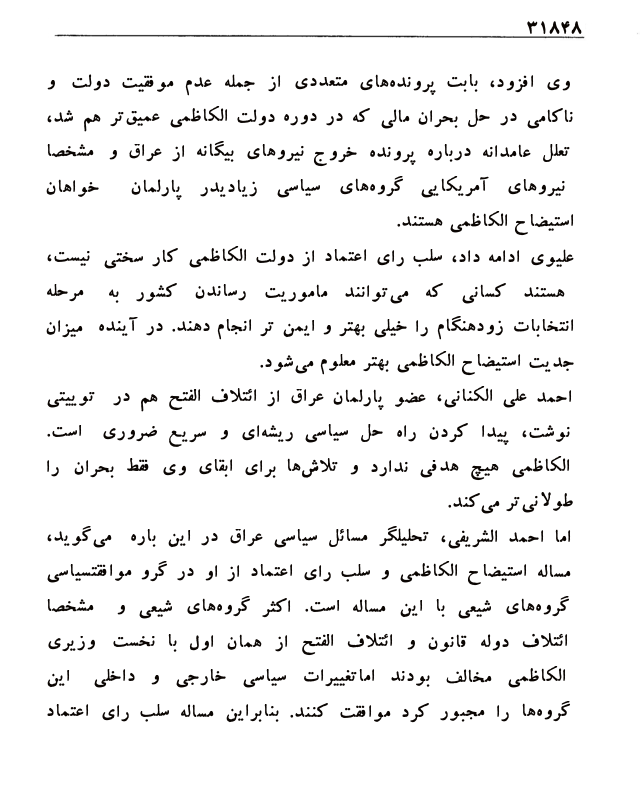 ۳۱۸۴۸
وی افزود، بابت پرونده‌های متعددی از جمله عدم موفقیت دولت و
ناکامی در حل بحران مالی که در دوره دولت الکاظمی عمیق‌تر هم شد،
تعلل عامدانه درباره پرونده خروج نیروهای بیگانه از عراق و مشخصا
نیروهای آمریکایی گروه‌های سیاسی زیادیدر پارلمان خواهان
استیضاح الکاظمی هستند.
علیوی ادامه داد، سلب رای اعتماد از دولت الکاظمی کار سختی نیست،
هستند کسانی که می‌توانند ماموریت رساندن کشور به مرحله
انتخابات زودهنگام را خیلی بهتر و ایمن تر انجام دهند. در آینده میزان
جدیت استیضاح الکاظمی بهتر معلوم می‌شود.
احمد علی الکنانی، عضو پارلمان عراق از ائتلاف الفتح هم در توییتی
نوشت، پیدا کردن راه حل سیاسی ریشه‌ای و سریع ضروری است.
الکاظمی هیچ هدفی ندارد و تلاش‌ها برای ابقای وی فقط بحران را
طولانی‌تر می‌کند.
اما احمد الشریفی، تحلیلگر مسائل سیاسی عراق در این باره می‌گوید،
مساله استیضاح الکاظمی و سلب رای اعتماد از او در گرو موافقتسیاسی
گروه‌های شیعی با این مساله است. اکثر گروه‌های شیعی و مشخصا
ائتلاف دوله قانون و ائتلاف الفتح از همان اول با نخست وزیری
الکاظمی مخالف بودند اماتغییرات سیاسی خارجی و داخلی این
گروه‌ها را مجبور کرد موافقت کنند. بنابراین مساله سلب رای اعتماد